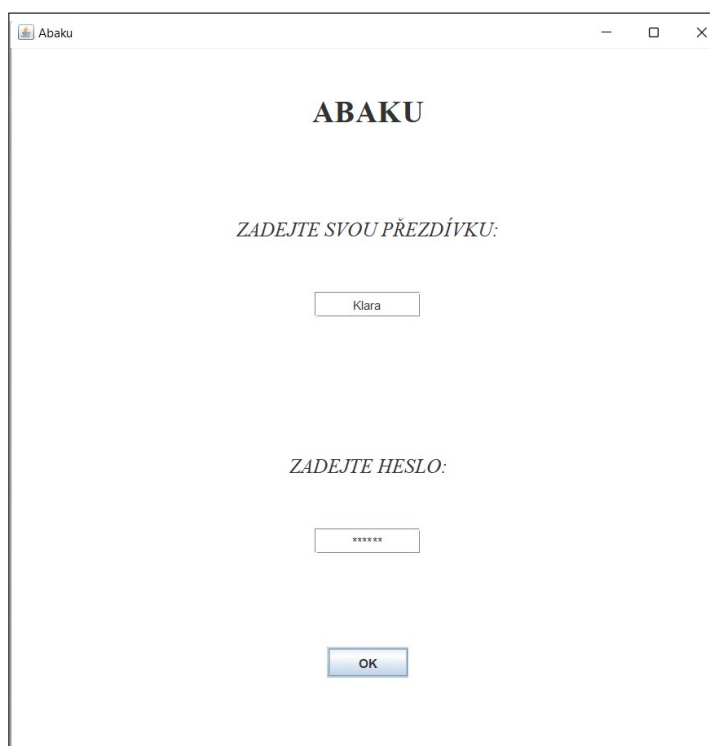 Abaku
ABAKU
ZADEJTE SVOU PŘEZDÍVKU:
Klara
ZADEJTE HESLO:
******
OK